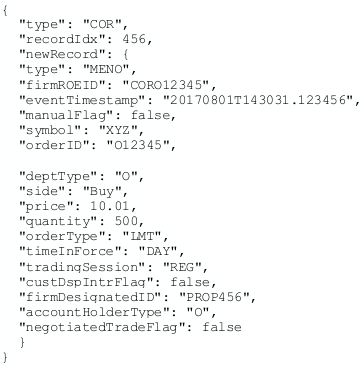 {
"type": "COR",
"recordIdx": 456,
"newRecord": {
"type": "MENO",
"firmROEID": "CORO12345",
"eventTimestamp": "20170801T143031.123456",
"manualFlag": false,
"symbol": "XYZ",
"orderID": "O12345",
"deptType": "O",
"side": "Buy",
"price": 10.01,
"quantity": 500,
"orderType": "LMT",
"timeInForce": "DAY",
"tradingSession": "REG",
"custDspIntrFlag": false,
"firmDesignatedID": "PROP456",
"accountHolderType": "O",
"negotiatedTradeFlag": false
}
}